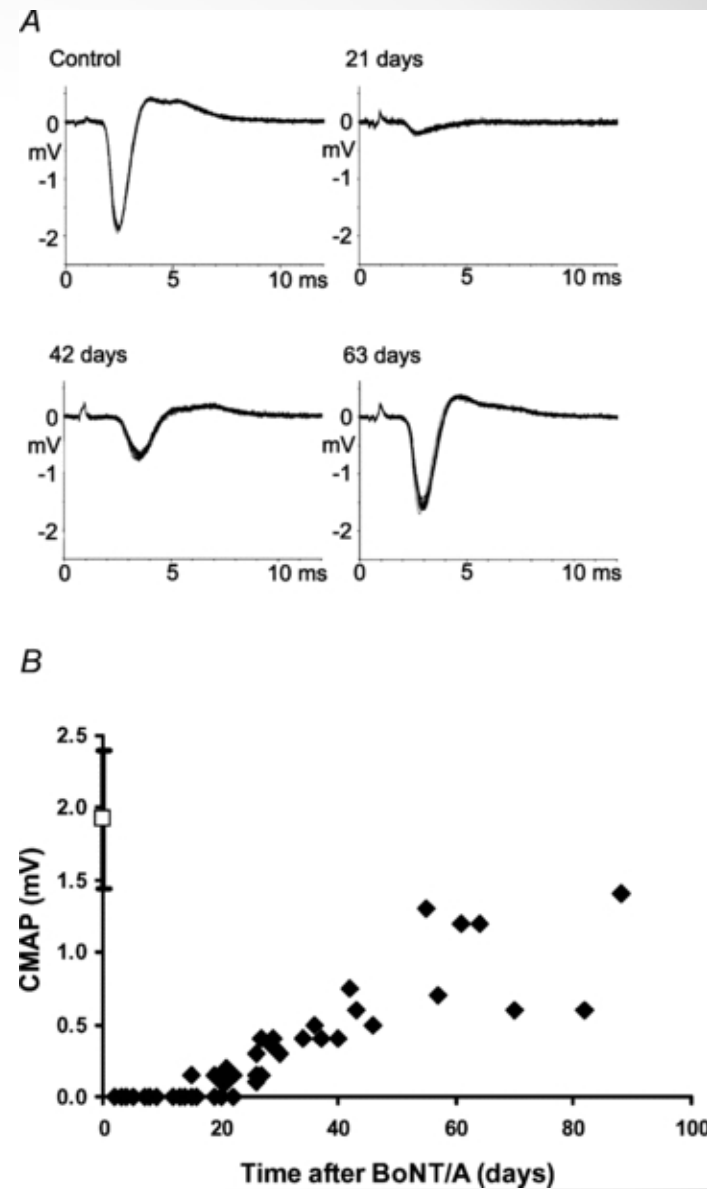 A
Control
21 days
0
mV
-1
-2
0 5 10 ms
0
mV
-1
-2
0 5 10 ms
42 days
63 days
0
mV
-1
-2
0 5 10 ms
0
mV
-1
-2
0 5 10 ms
B
2.5
2.0
1.5
1.0
0.5
0.0
CMAP (mV)
0 20 40 60 80 100
Time after BoNT/A (days)